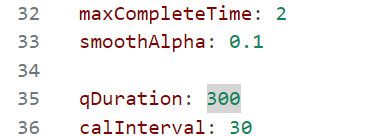 32 maxCompleteTime: 2
33 smoothAlpha: 0.1
34
35 qDuration: 300
36 calInterval: 30